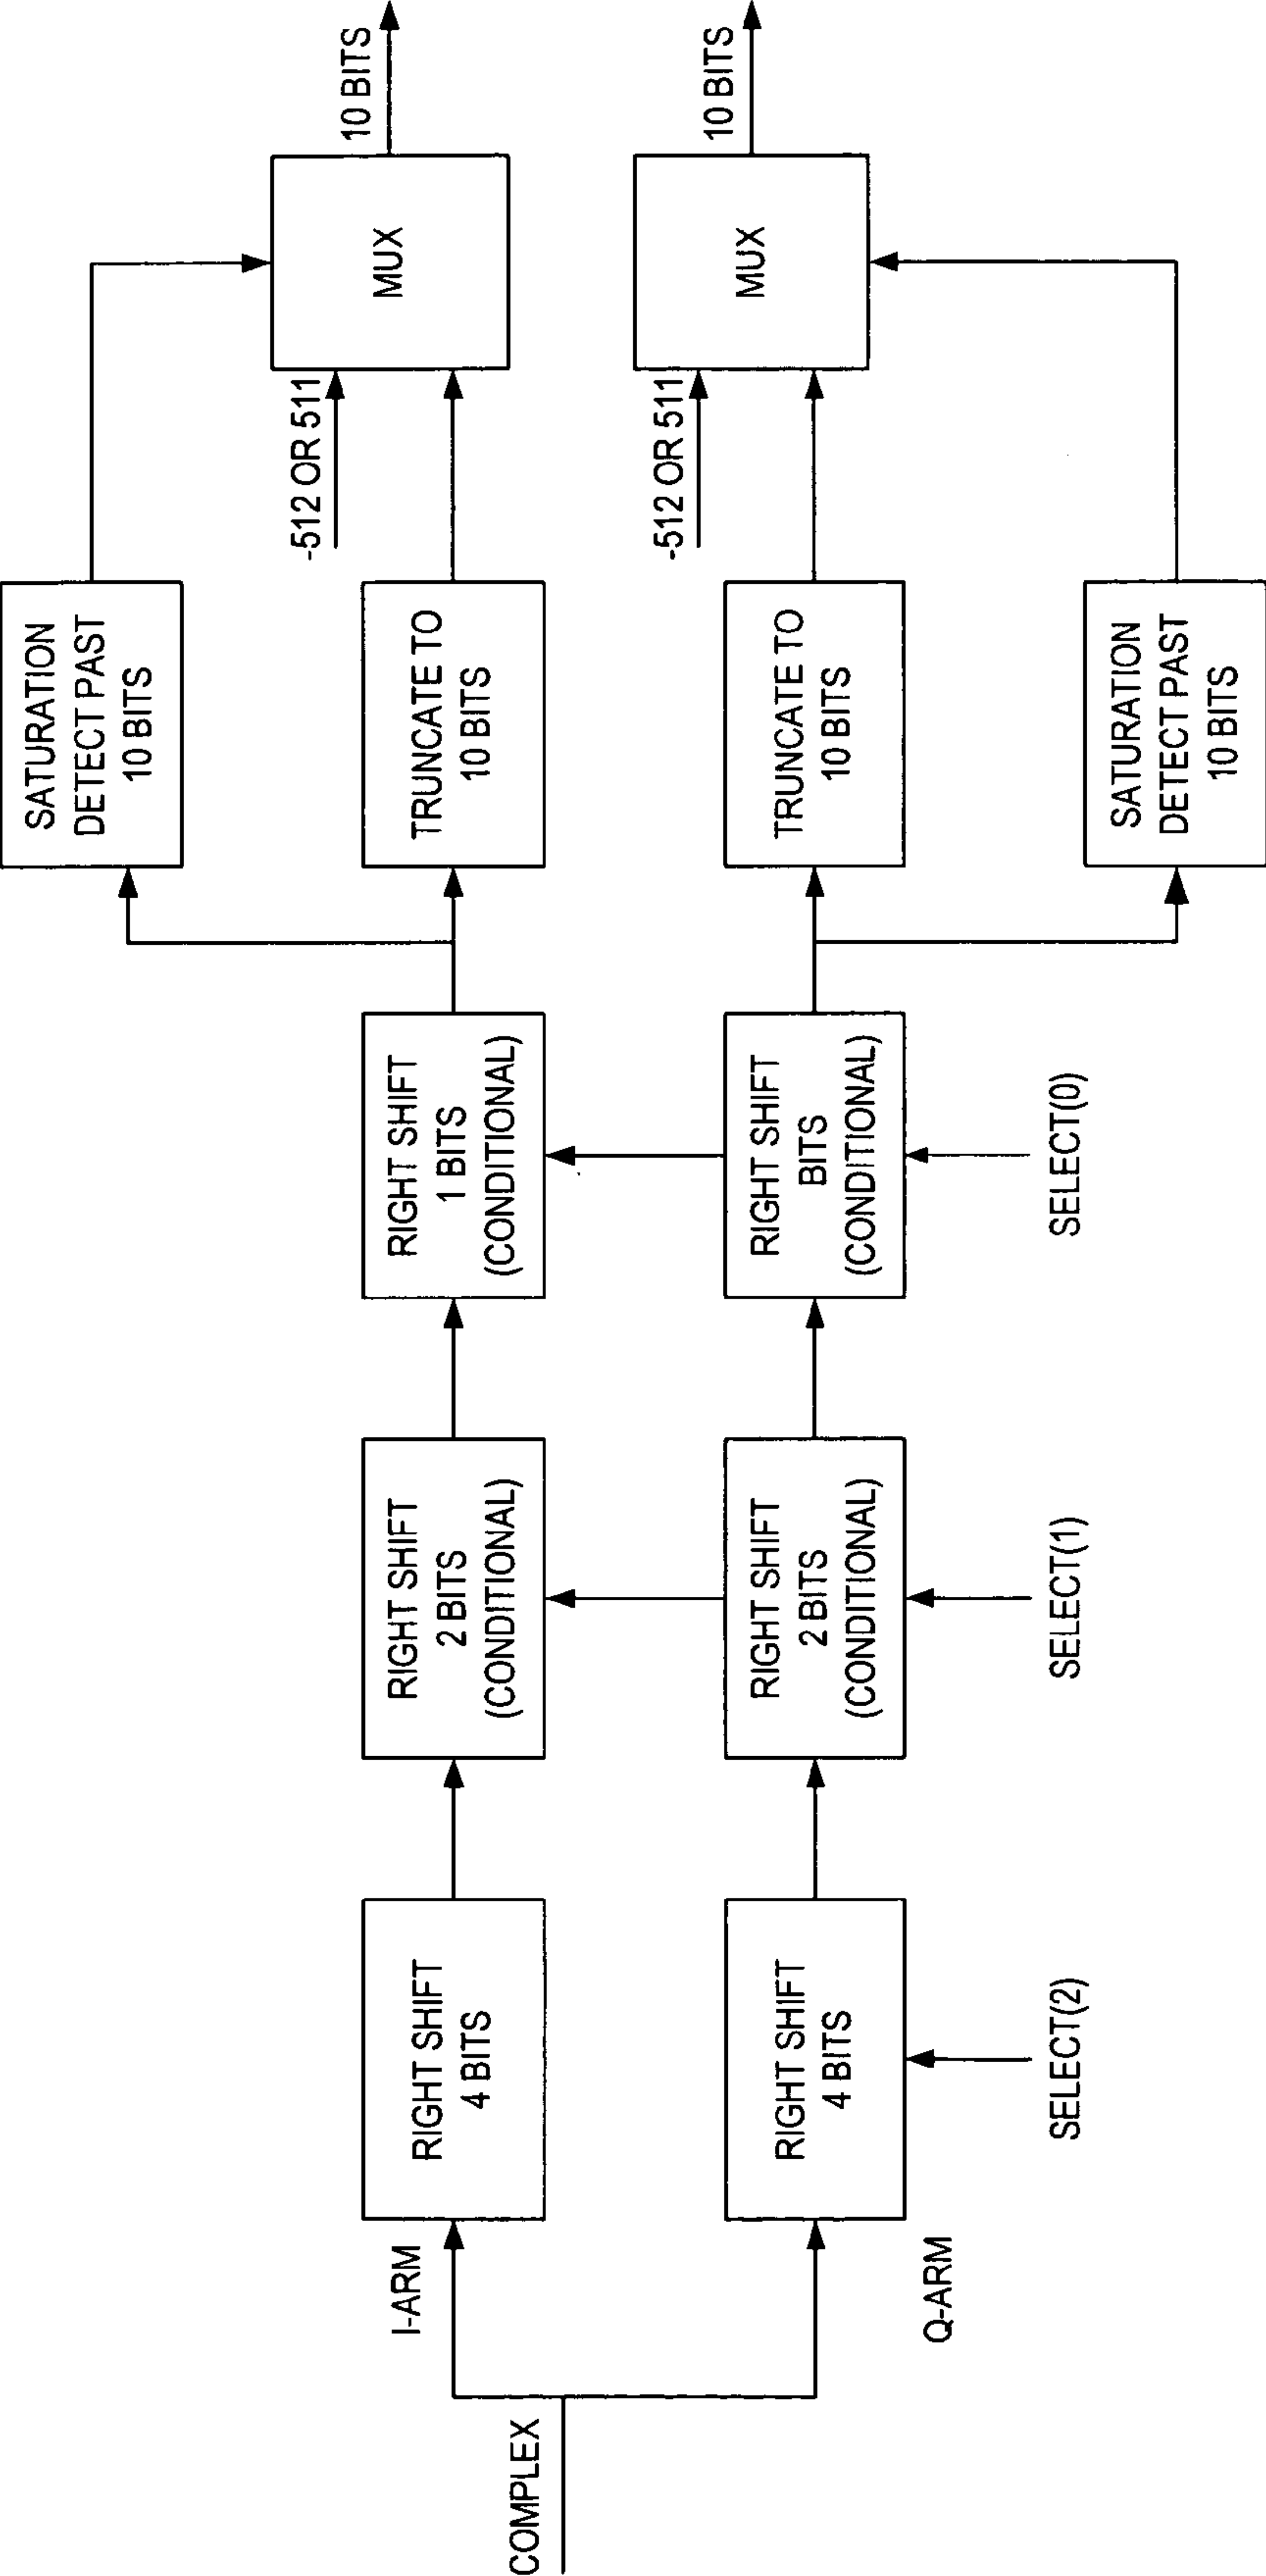 COMPLEX
I-ARM
Q-ARM
RIGHT SHIFT
4 BITS
RIGHT SHIFT
4 BITS
SELECT(2)
RIGHT SHIFT
2 BITS
(CONDITIONAL)
RIGHT SHIFT
2 BITS
(CONDITIONAL)
SELECT(1)
RIGHT SHIFT
1 BITS
(CONDITIONAL)
RIGHT SHIFT
BITS
(CONDITIONAL)
SELECT(0)
SATURATION
DETECT PAST
10 BITS
TRUNCATE TO
10 BITS
TRUNCATE TO
10 BITS
SATURATION
DETECT PAST
10 BITS
-512 OR 511
-512 OR 511
MUX
MUX
10 BITS
10 BITS